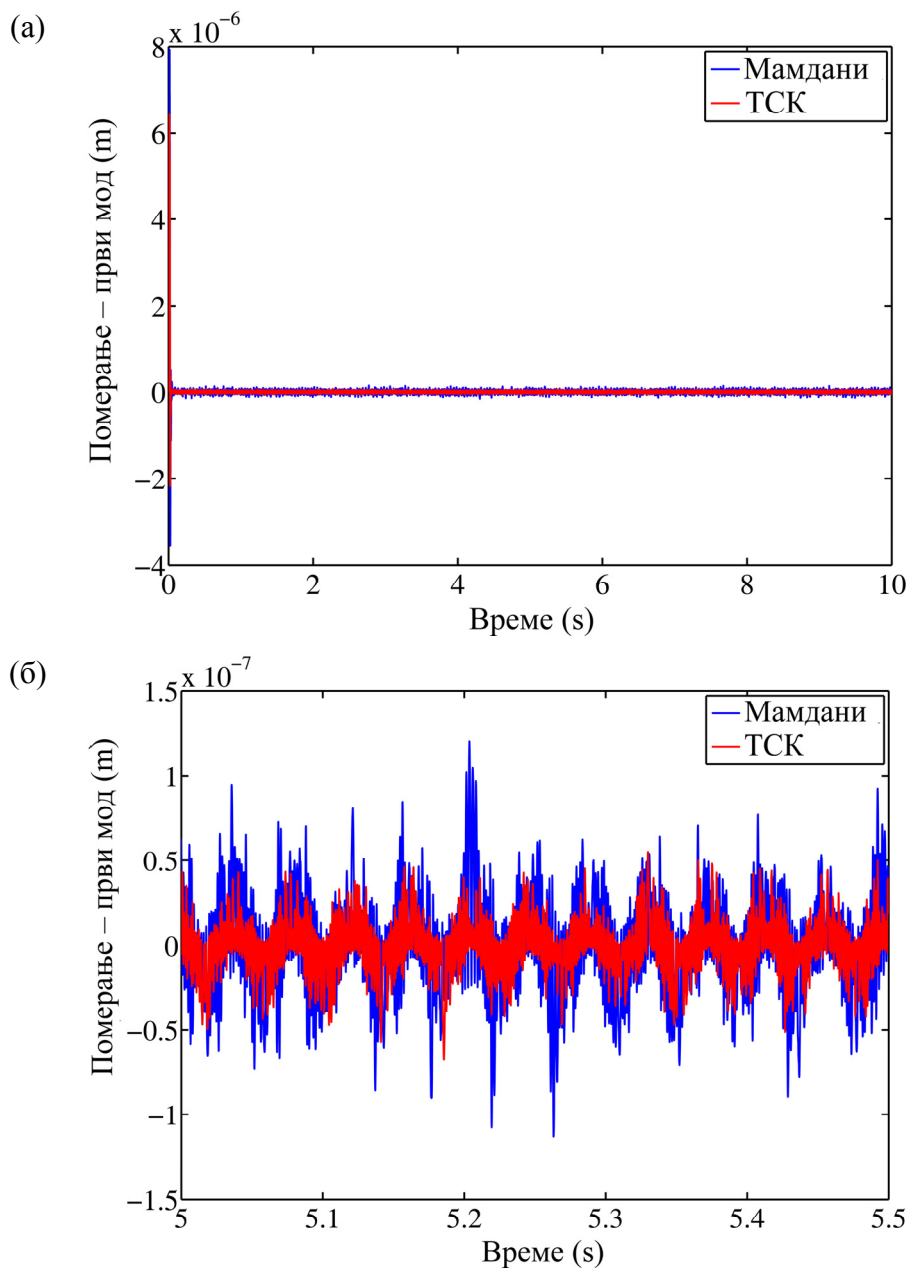 (а)
x 10⁻⁶
8
6
4
2
0
−2
−4
Померање – први мод (m)
Мамдани
ТСК
0 2 4 6 8 10
Време (s)
(б)
x 10⁻⁷
1.5
1
0.5
0
−0.5
−1
−1.5
Померање – први мод (m)
Мамдани
ТСК
5 5.1 5.2 5.3 5.4 5.5
Време (s)